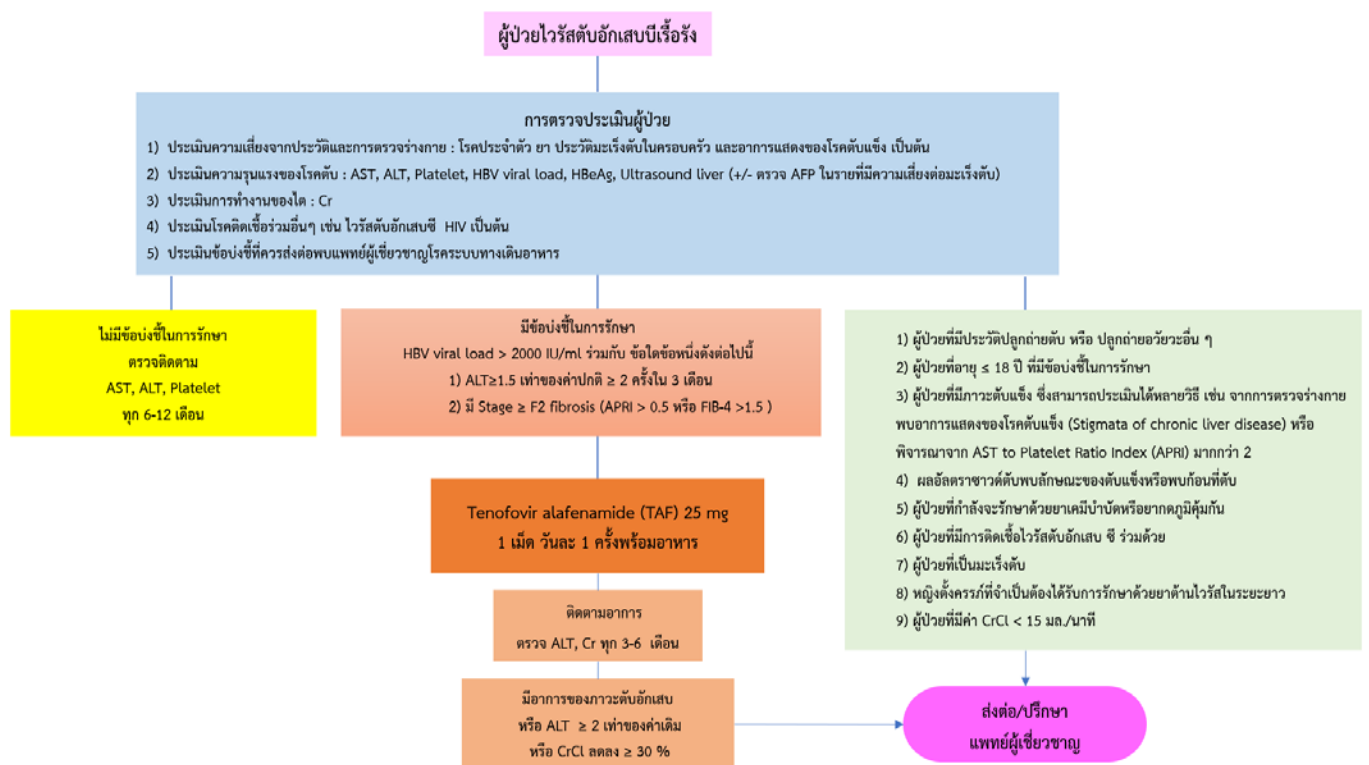 ผู้ป่วยไวรัสตับอักเสบบีเรื้อรัง
การตรวจประเมินผู้ป่วย
1) ประเมินความเสี่ยงจากประวัติและการตรวจร่างกาย : โรคประจำตัว ยา ประวัติมะเร็งตับในครอบครัว และอาการแสดงของโรคตับแข็ง เป็นต้น
2) ประเมินความรุนแรงของโรคตับ : AST, ALT, Platelet, HBV viral load, HBeAg, Ultrasound liver (+/- ตรวจ AFP ในรายที่มีความเสี่ยงต่อมะเร็งตับ)
3) ประเมินการทำงานของไต : Cr
4) ประเมินโรคติดเชื้อร่วมอื่นๆ เช่น ไวรัสตับอักเสบซี HIV เป็นต้น
5) ประเมินข้อบ่งชี้ที่ควรส่งต่อพบแพทย์ผู้เชี่ยวชาญโรคระบบทางเดินอาหาร
ไม่มีข้อบ่งชี้ในการรักษา
ตรวจติดตาม
AST, ALT, Platelet
ทุก 6-12 เดือน
มีข้อบ่งชี้ในการรักษา
HBV viral load > 2000 IU/ml ร่วมกับ ข้อใดข้อหนึ่งดังต่อไปนี้
1) ALT≥1.5 เท่าของค่าปกติ ≥ 2 ครั้งใน 3 เดือน
2) มี Stage ≥ F2 fibrosis (APRI > 0.5 หรือ FIB-4 >1.5 )
Tenofovir alafenamide (TAF) 25 mg
1 เม็ด วันละ 1 ครั้งพร้อมอาหาร
ติดตามอาการ
ตรวจ ALT, Cr ทุก 3-6 เดือน
มีอาการของภาวะตับอักเสบ
หรือ ALT ≥ 2 เท่าของค่าเดิม
หรือ CrCl ลดลง ≥ 30 %
1) ผู้ป่วยที่มีประวัติปลูกถ่ายตับ หรือ ปลูกถ่ายอวัยวะอื่น ๆ
2) ผู้ป่วยที่อายุ ≤ 18 ปี ที่มีข้อบ่งชี้ในการรักษา
3) ผู้ป่วยที่มีภาวะตับแข็ง ซึ่งสามารถประเมินได้หลายวิธี เช่น จากการตรวจร่างกาย
พบอาการแสดงของโรคตับแข็ง (Stigmata of chronic liver disease) หรือ
พิจารณาจาก AST to Platelet Ratio Index (APRI) มากกว่า 2
4) ผลอัลตราซาวด์ตับพบลักษณะของตับแข็งหรือพบก้อนที่ตับ
5) ผู้ป่วยที่กำลังจะรักษาด้วยยาเคมีบำบัดหรือยากดภูมิคุ้มกัน
6) ผู้ป่วยที่มีการติดเชื้อไวรัสตับอักเสบ ซี ร่วมด้วย
7) ผู้ป่วยที่เป็นมะเร็งตับ
8) หญิงตั้งครรภ์ที่จำเป็นต้องได้รับการรักษาด้วยยาต้านไวรัสในระยะยาว
9) ผู้ป่วยที่มีค่า CrCl < 15 มล./นาที
ส่งต่อ/ปรึกษา
แพทย์ผู้เชี่ยวชาญ